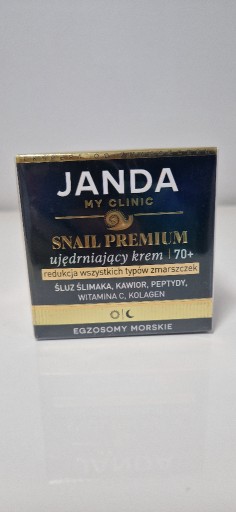 JANDA
MY CLINIC
SNAIL PREMIUM
ujędrniający krem | 70+
redukcja wszystkich typów zmarszczek
ŚLUZ ŚLIMAKA, KAWIOR, PEPTYDY,
WITAMINA C, KOLAGEN
EGZOSOMY MORSKIE